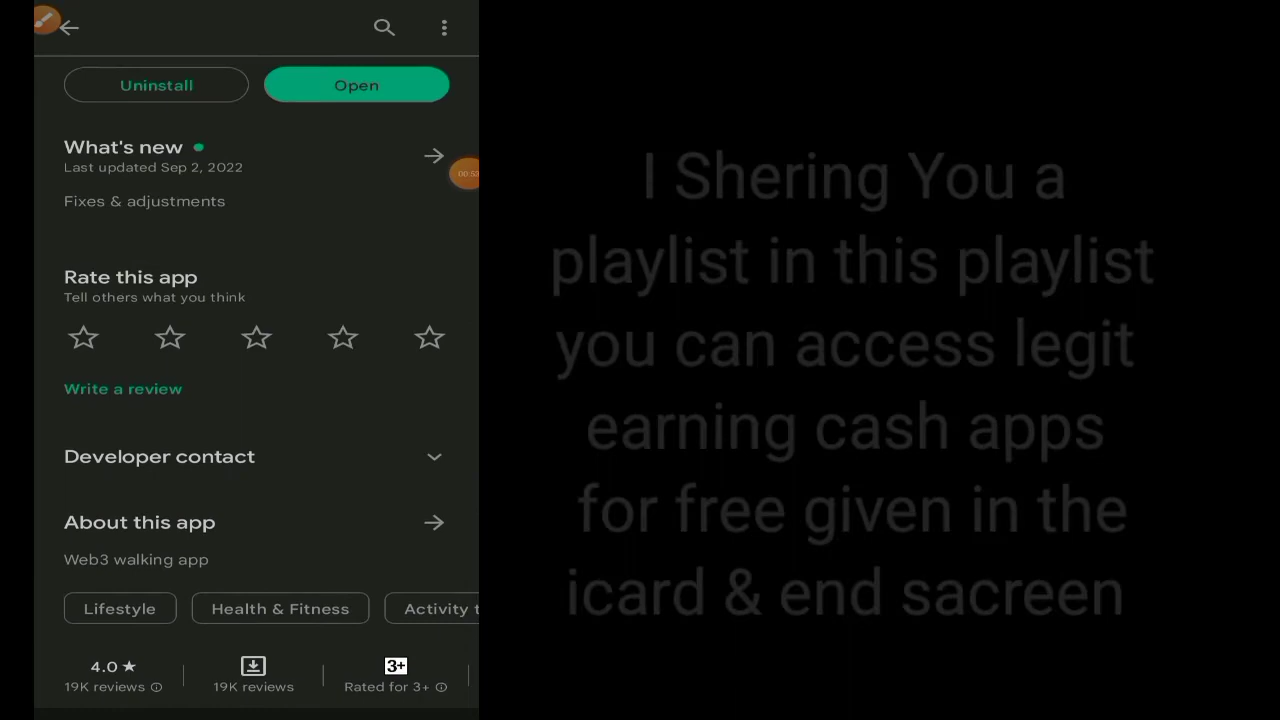 Uninstall
Open
What's new
Last updated Sep 2, 2022
00:53
Fixes & adjustments
Rate this app
Tell others what you think
Write a review
Developer contact
About this app
Web3 walking app
Lifestyle
Health & Fitness
Activity t
4.0 ★
3+
19K reviews
19K reviews
Rated for 3+
I Shering You a
playlist in this playlist
you can access legit
earning cash apps
for free given in the
icard & end sacreen